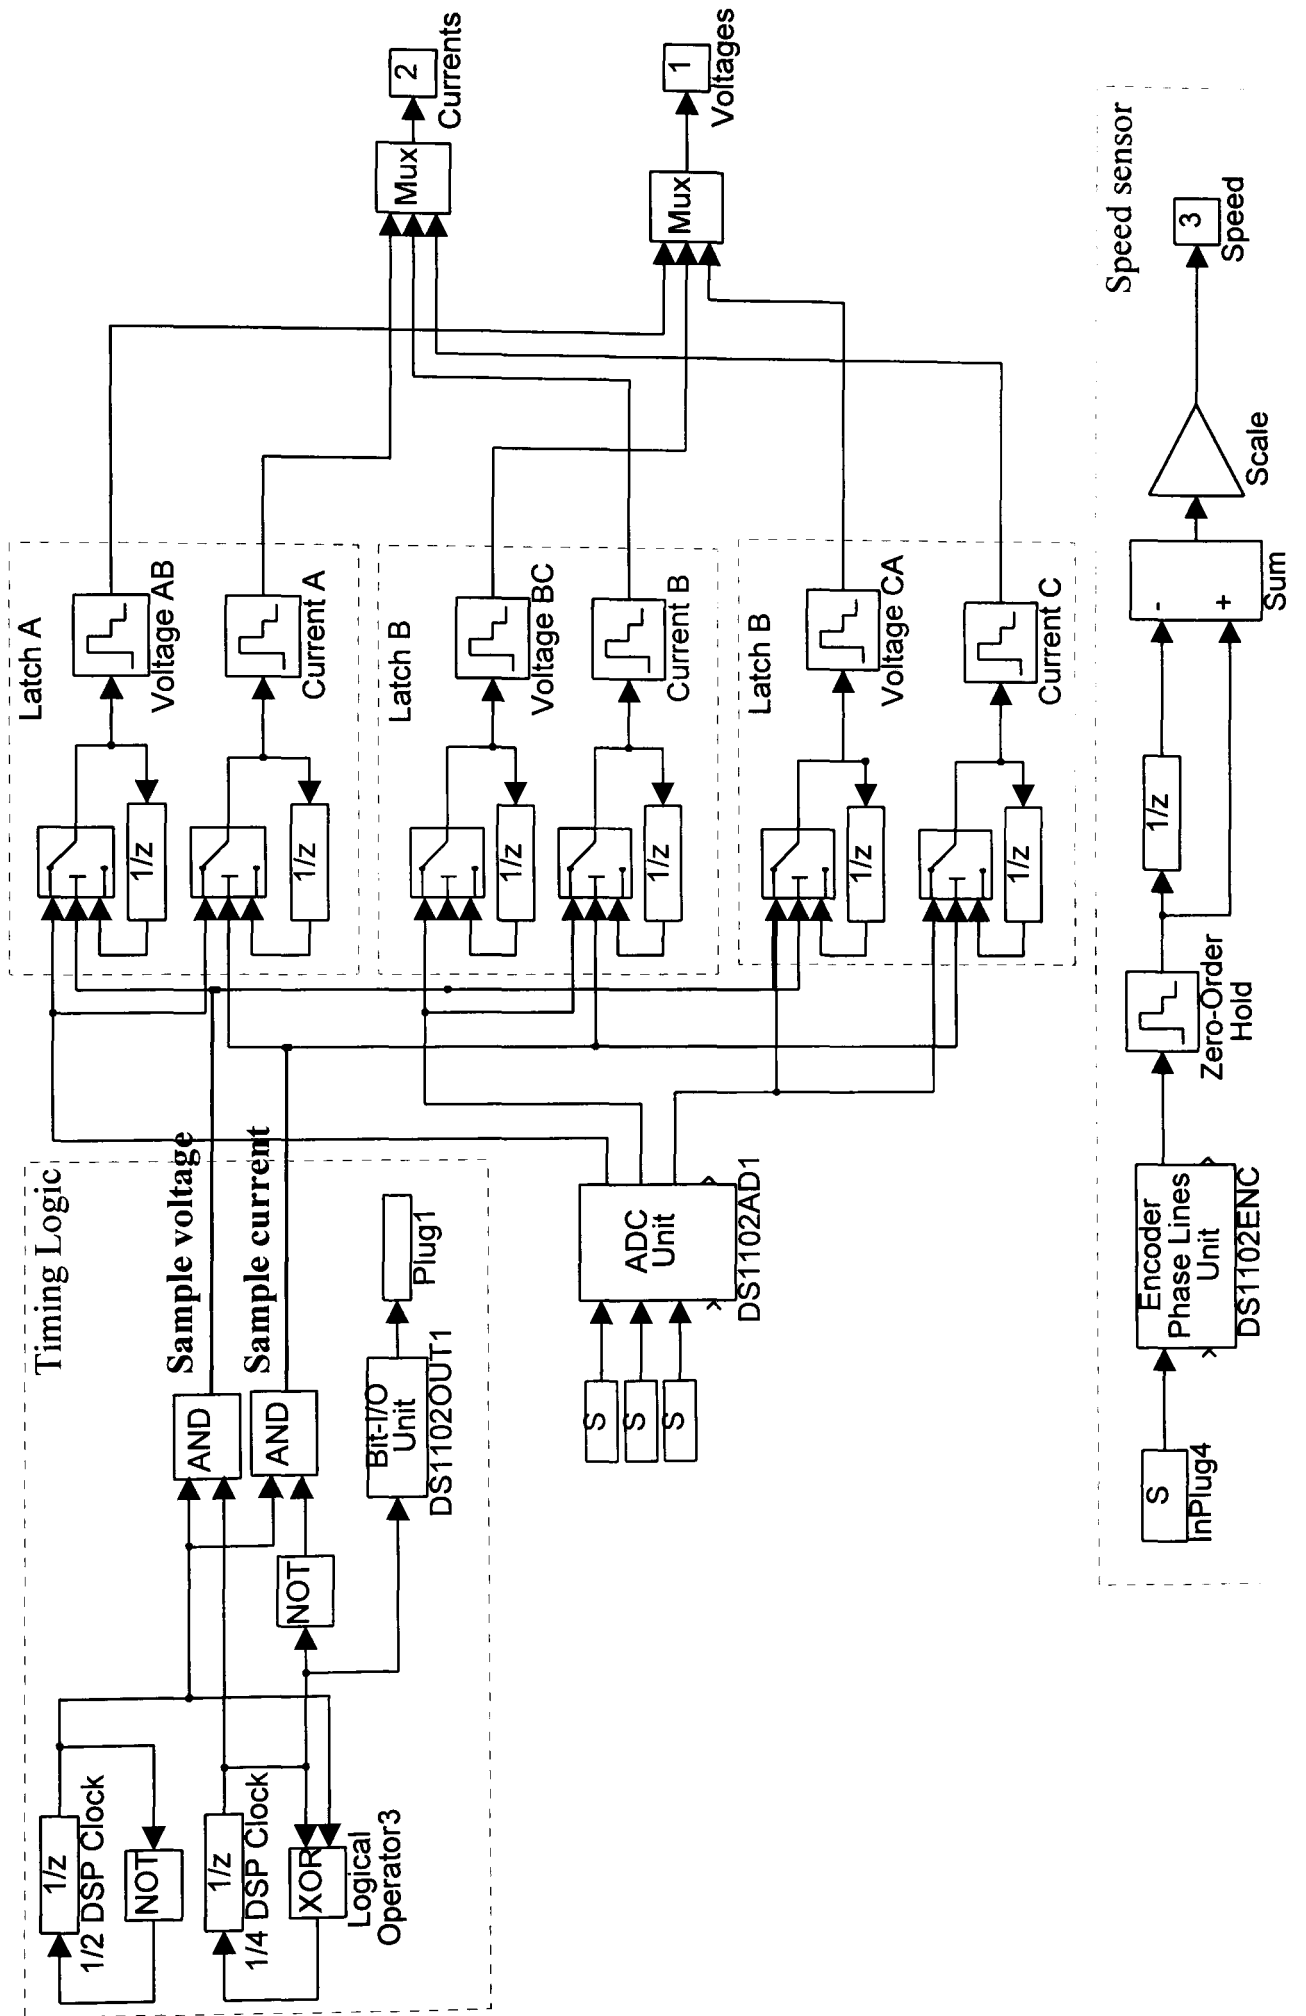 Timing Logic
1/z
1/2 DSP Clock
NOT
1/z
1/4 DSP Clock
XOR
Logical
Operator3
NOT
AND
AND
Sample voltage
Sample current
Bit-I/O
Unit
DS1102OUT1
Plug1
S
S
S
ADC
Unit
DS1102AD1
Latch A
1/z
Voltage AB
1/z
Current A
Latch B
1/z
Voltage BC
1/z
Current B
Latch B
1/z
Voltage CA
1/z
Current C
Mux
2
Currents
Mux
1
Voltages
Speed sensor
S
InPlug4
Encoder
Phase Lines
Unit
DS1102ENC
Zero-Order
Hold
1/z
-
+
Sum
Scale
3
Speed